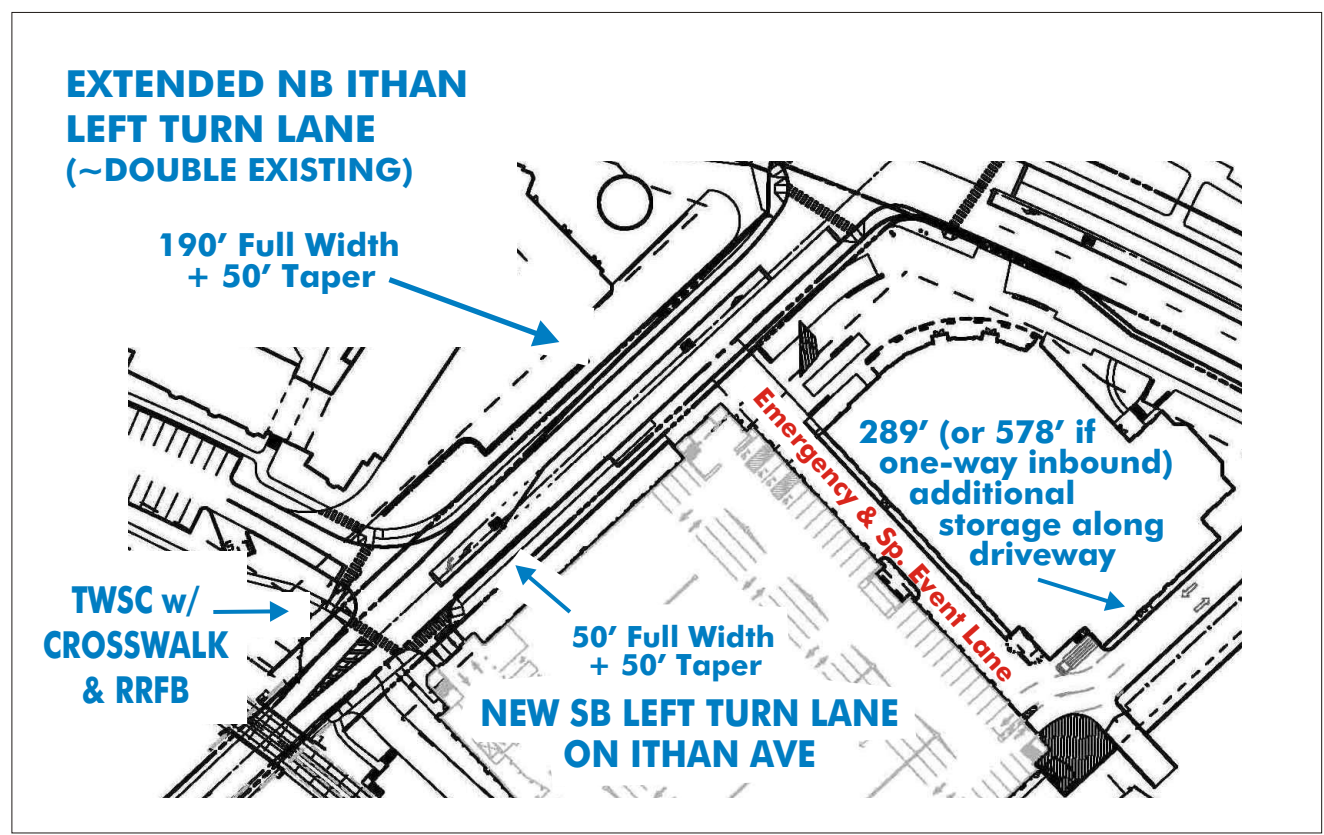 EXTENDED NB ITHAN
LEFT TURN LANE
(~DOUBLE EXISTING)
190’ Full Width
+ 50’ Taper
Emergency & Sp. Event Lane
289’ (or 578’ if
one-way inbound)
additional
storage along
driveway
TWSC w/
CROSSWALK
& RRFB
50’ Full Width
+ 50’ Taper
NEW SB LEFT TURN LANE
ON ITHAN AVE